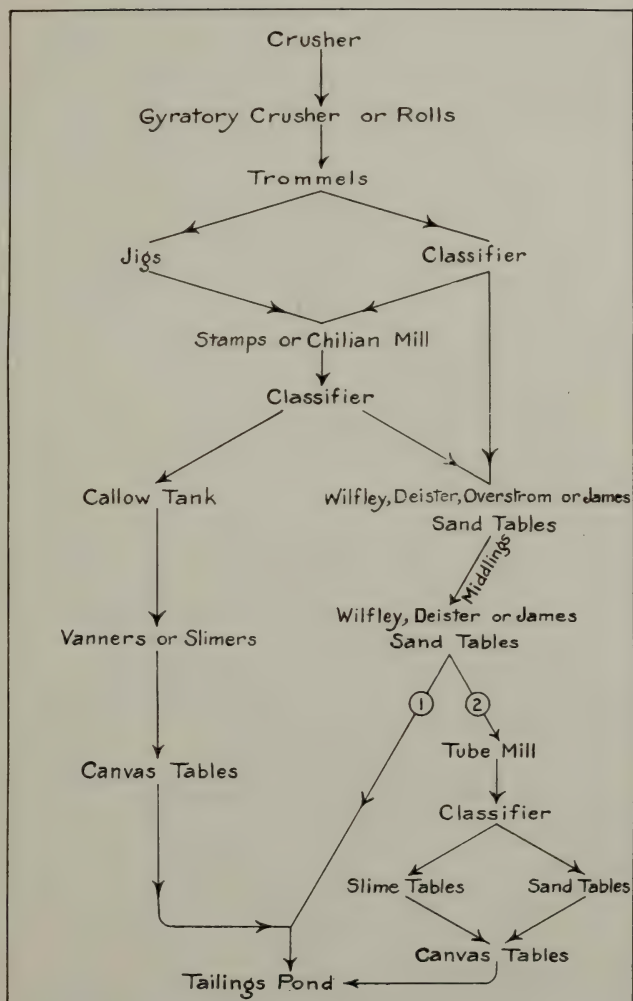 Crusher
Gyratory Crusher or Rolls
Trommels
Jigs
Classifier
Stamps or Chilian Mill
Classifier
Callow Tank
Wilfley, Deister, Overstrom or James
Sand Tables
Middlings
Wilfley, Deister or James
Sand Tables
Vanners or Slimers
1
2
Tube Mill
Canvas Tables
Classifier
Slime Tables
Sand Tables
Canvas Tables
Tailings Pond